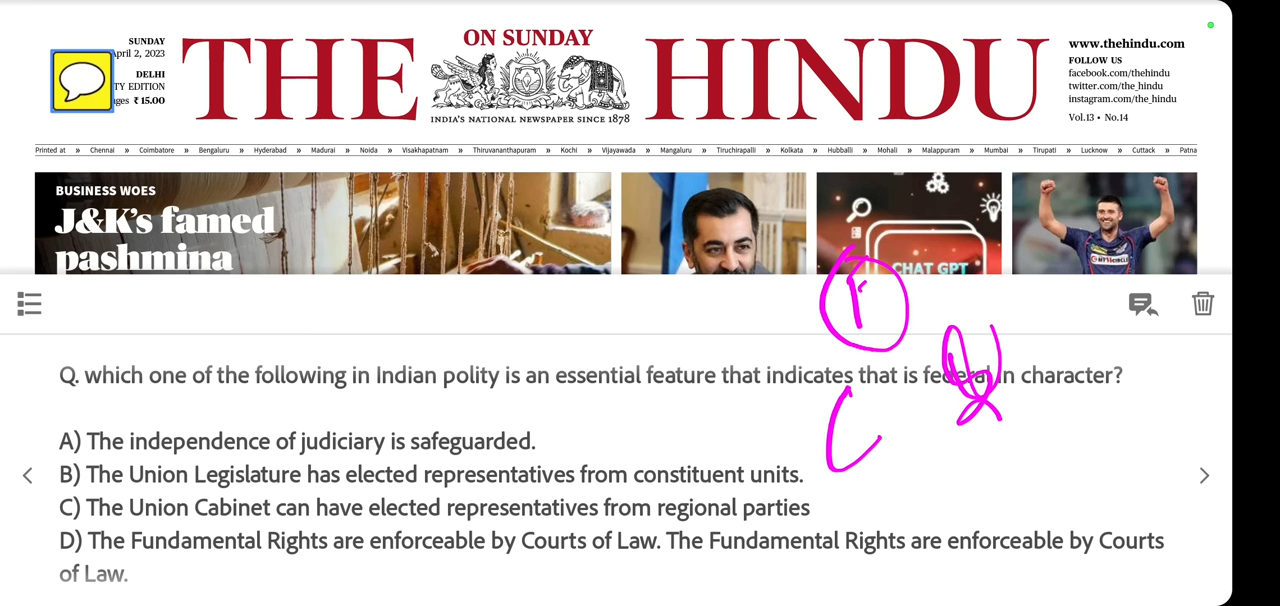 SUNDAY
April 2, 2023
DELHI
TY EDITION
ages ₹ 15.00
THE HINDU
ON SUNDAY
INDIA'S NATIONAL NEWSPAPER SINCE 1878
www.thehindu.com
FOLLOW US
facebook.com/thehindu
twitter.com/the_hindu
instagram.com/the_hindu
Vol.13 • No.14
Printed at » Chennai » Coimbatore » Bengaluru » Hyderabad » Madurai » Noida » Visakhapatnam » Thiruvananthapuram » Kochi » Vijayawada » Mangaluru » Tiruchirapalli » Kolkata » Hubballi » Mohali » Malappuram » Mumbai » Tirupati » Lucknow » Cuttack » Patna
BUSINESS WOES
J&K's famed
pashmina
CHAT GPT
Q. which one of the following in Indian polity is an essential feature that indicates that is federal in character?
A) The independence of judiciary is safeguarded.
B) The Union Legislature has elected representatives from constituent units.
C) The Union Cabinet can have elected representatives from regional parties
D) The Fundamental Rights are enforceable by Courts of Law. The Fundamental Rights are enforceable by Courts
of Law.